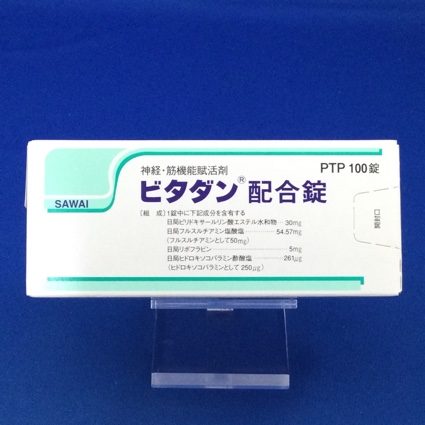 神経・筋機能賦活剤
PTP 100錠
ビタダン® 配合錠
SAWAI
〔組 成〕1錠中に下記成分を含有する
日局ピリドキサールリン酸エステル水和物… 30mg
日局フルスルチアミン塩酸塩………… 54.57mg
(フルスルチアミンとして50mg)
日局リボフラビン………………… 5mg
日局ヒドロキソコバラミン酢酸塩………… 261μg
(ヒドロキソコバラミンとして 250μg)
開封口